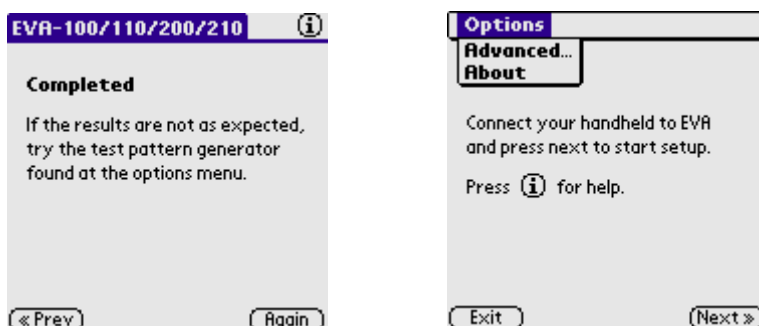 EVA-100/110/200/210 i
Completed
If the results are not as expected,
try the test pattern generator
found at the options menu.
« Prev Again
Options
Advanced...
About
Connect your handheld to EVA
and press next to start setup.
Press i for help.
Exit Next »